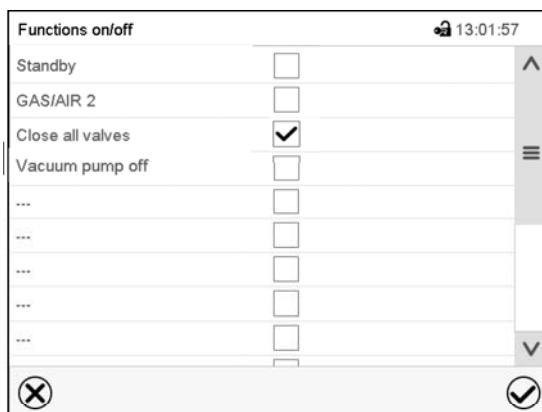 Functions on/off 13:01:57
Standby
GAS/AIR 2
Close all valves
Vacuum pump off
---
---
---
---
---